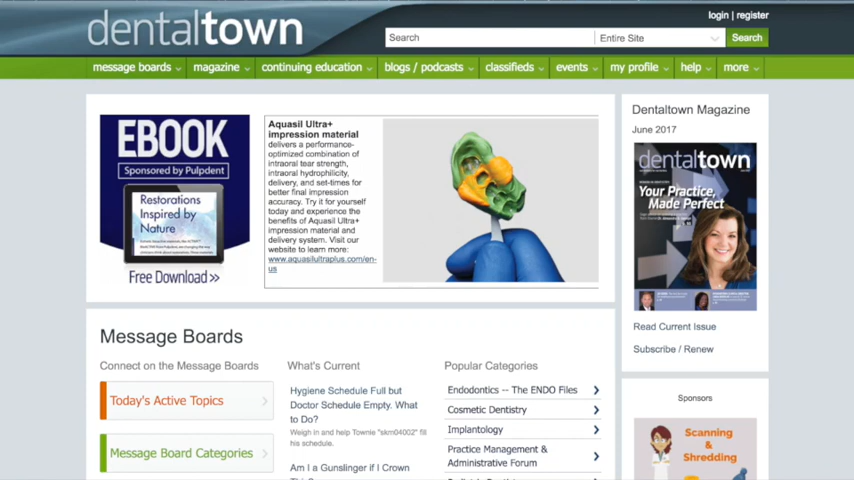 login | register
dentaltown
Search
Entire Site
Search
message boards
magazine
continuing education
blogs / podcasts
classifieds
events
my profile
help
more
EBOOK
Sponsored by Pulpdent
Restorations
Inspired by
Nature
Free Download>>
Aquasil Ultra+
impression material
delivers a performance-
optimized combination of
intraoral tear strength,
intraoral hydrophilicity,
delivery, and set-times for
better final impression
accuracy. Try it for yourself
today and experience the
benefits of Aquasil Ultra+
impression material and
delivery system. Visit our
website to learn more:
www.aquasilultraplus.com/en-
us
Dentaltown Magazine
June 2017
dentaltown
Your Practice,
Made Perfect
Read Current Issue
Subscribe / Renew
Sponsors
Scanning
&
Shredding
Message Boards
Connect on the Message Boards
Today's Active Topics
Message Board Categories
What's Current
Hygiene Schedule Full but
Doctor Schedule Empty. What
to Do?
Weigh in and help Townie "skm04002" fill
his schedule.
Am I a Gunslinger if I Crown
Popular Categories
Endodontics -- The ENDO Files
Cosmetic Dentistry
Implantology
Practice Management &
Administrative Forum